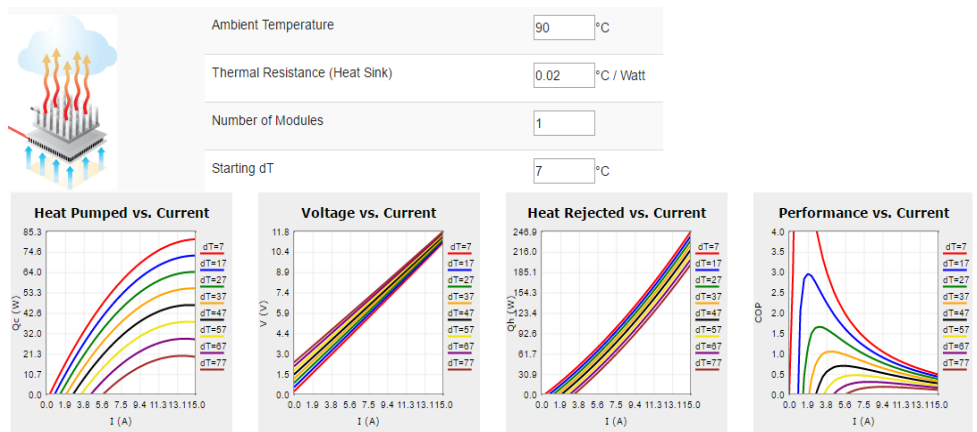 Ambient Temperature 90 °C
Thermal Resistance (Heat Sink) 0.02 °C / Watt
Number of Modules 1
Starting dT 7 °C
Heat Pumped vs. Current
85.3
74.6
64.0
53.3
42.6
32.0
21.3
10.7
0.0
Qc (W)
0.0 1.9 3.8 5.6 7.5 9.4 11.3 13.1 15.0
I (A)
dT=7
dT=17
dT=27
dT=37
dT=47
dT=57
dT=67
dT=77
Voltage vs. Current
11.8
10.4
8.9
7.4
5.9
4.4
3.0
1.5
0.0
V (V)
0.0 1.9 3.8 5.6 7.5 9.4 11.3 13.1 15.0
I (A)
dT=7
dT=17
dT=27
dT=37
dT=47
dT=57
dT=67
dT=77
Heat Rejected vs. Current
246.9
216.0
185.1
154.3
123.4
92.6
61.7
30.9
0.0
Qh (W)
0.0 1.9 3.8 5.6 7.5 9.4 11.3 13.1 15.0
I (A)
dT=7
dT=17
dT=27
dT=37
dT=47
dT=57
dT=67
dT=77
Performance vs. Current
4.0
3.5
3.0
2.5
2.0
1.5
1.0
0.5
0.0
COP
0.0 1.9 3.8 5.6 7.5 9.4 11.3 13.1 15.0
I (A)
dT=7
dT=17
dT=27
dT=37
dT=47
dT=57
dT=67
dT=77